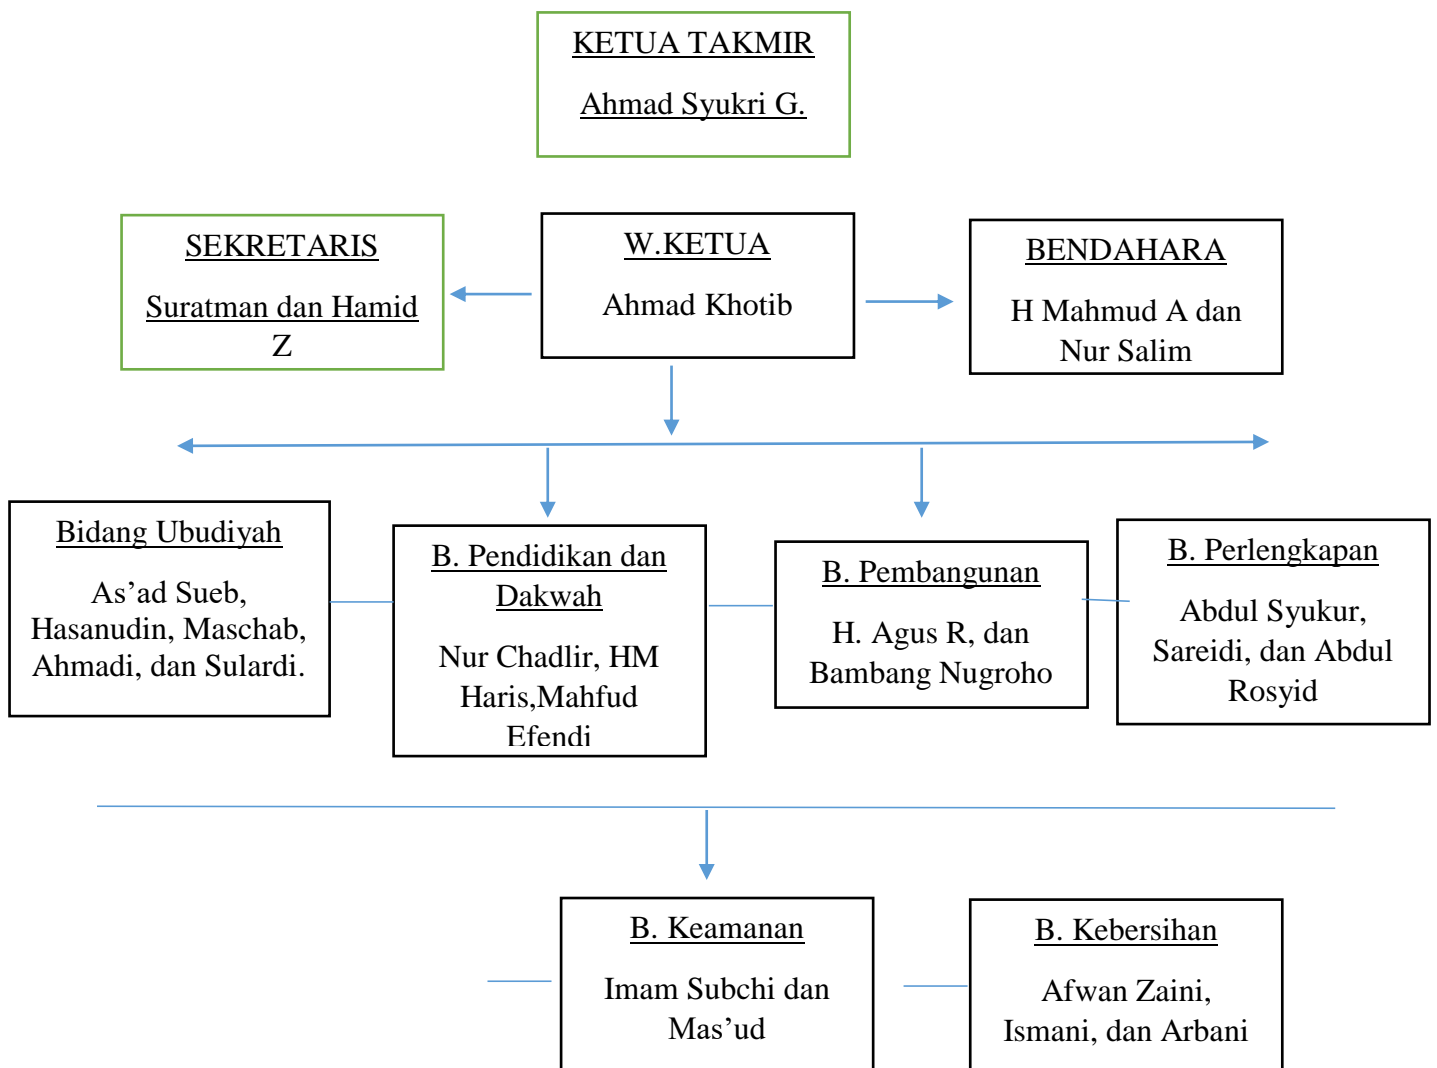 KETUA TAKMIR
Ahmad Syukri G.
SEKRETARIS
Suratman dan Hamid
Z
W.KETUA
Ahmad Khotib
BENDAHARA
H Mahmud A dan
Nur Salim
Bidang Ubudiyah
As’ad Sueb,
Hasanudin, Maschab,
Ahmadi, dan Sulardi.
B. Pendidikan dan
Dakwah
Nur Chadlir, HM
Haris,Mahfud
Efendi
B. Pembangunan
H. Agus R, dan
Bambang Nugroho
B. Perlengkapan
Abdul Syukur,
Sareidi, dan Abdul
Rosyid
B. Keamanan
Imam Subchi dan
Mas’ud
B. Kebersihan
Afwan Zaini,
Ismani, dan Arbani